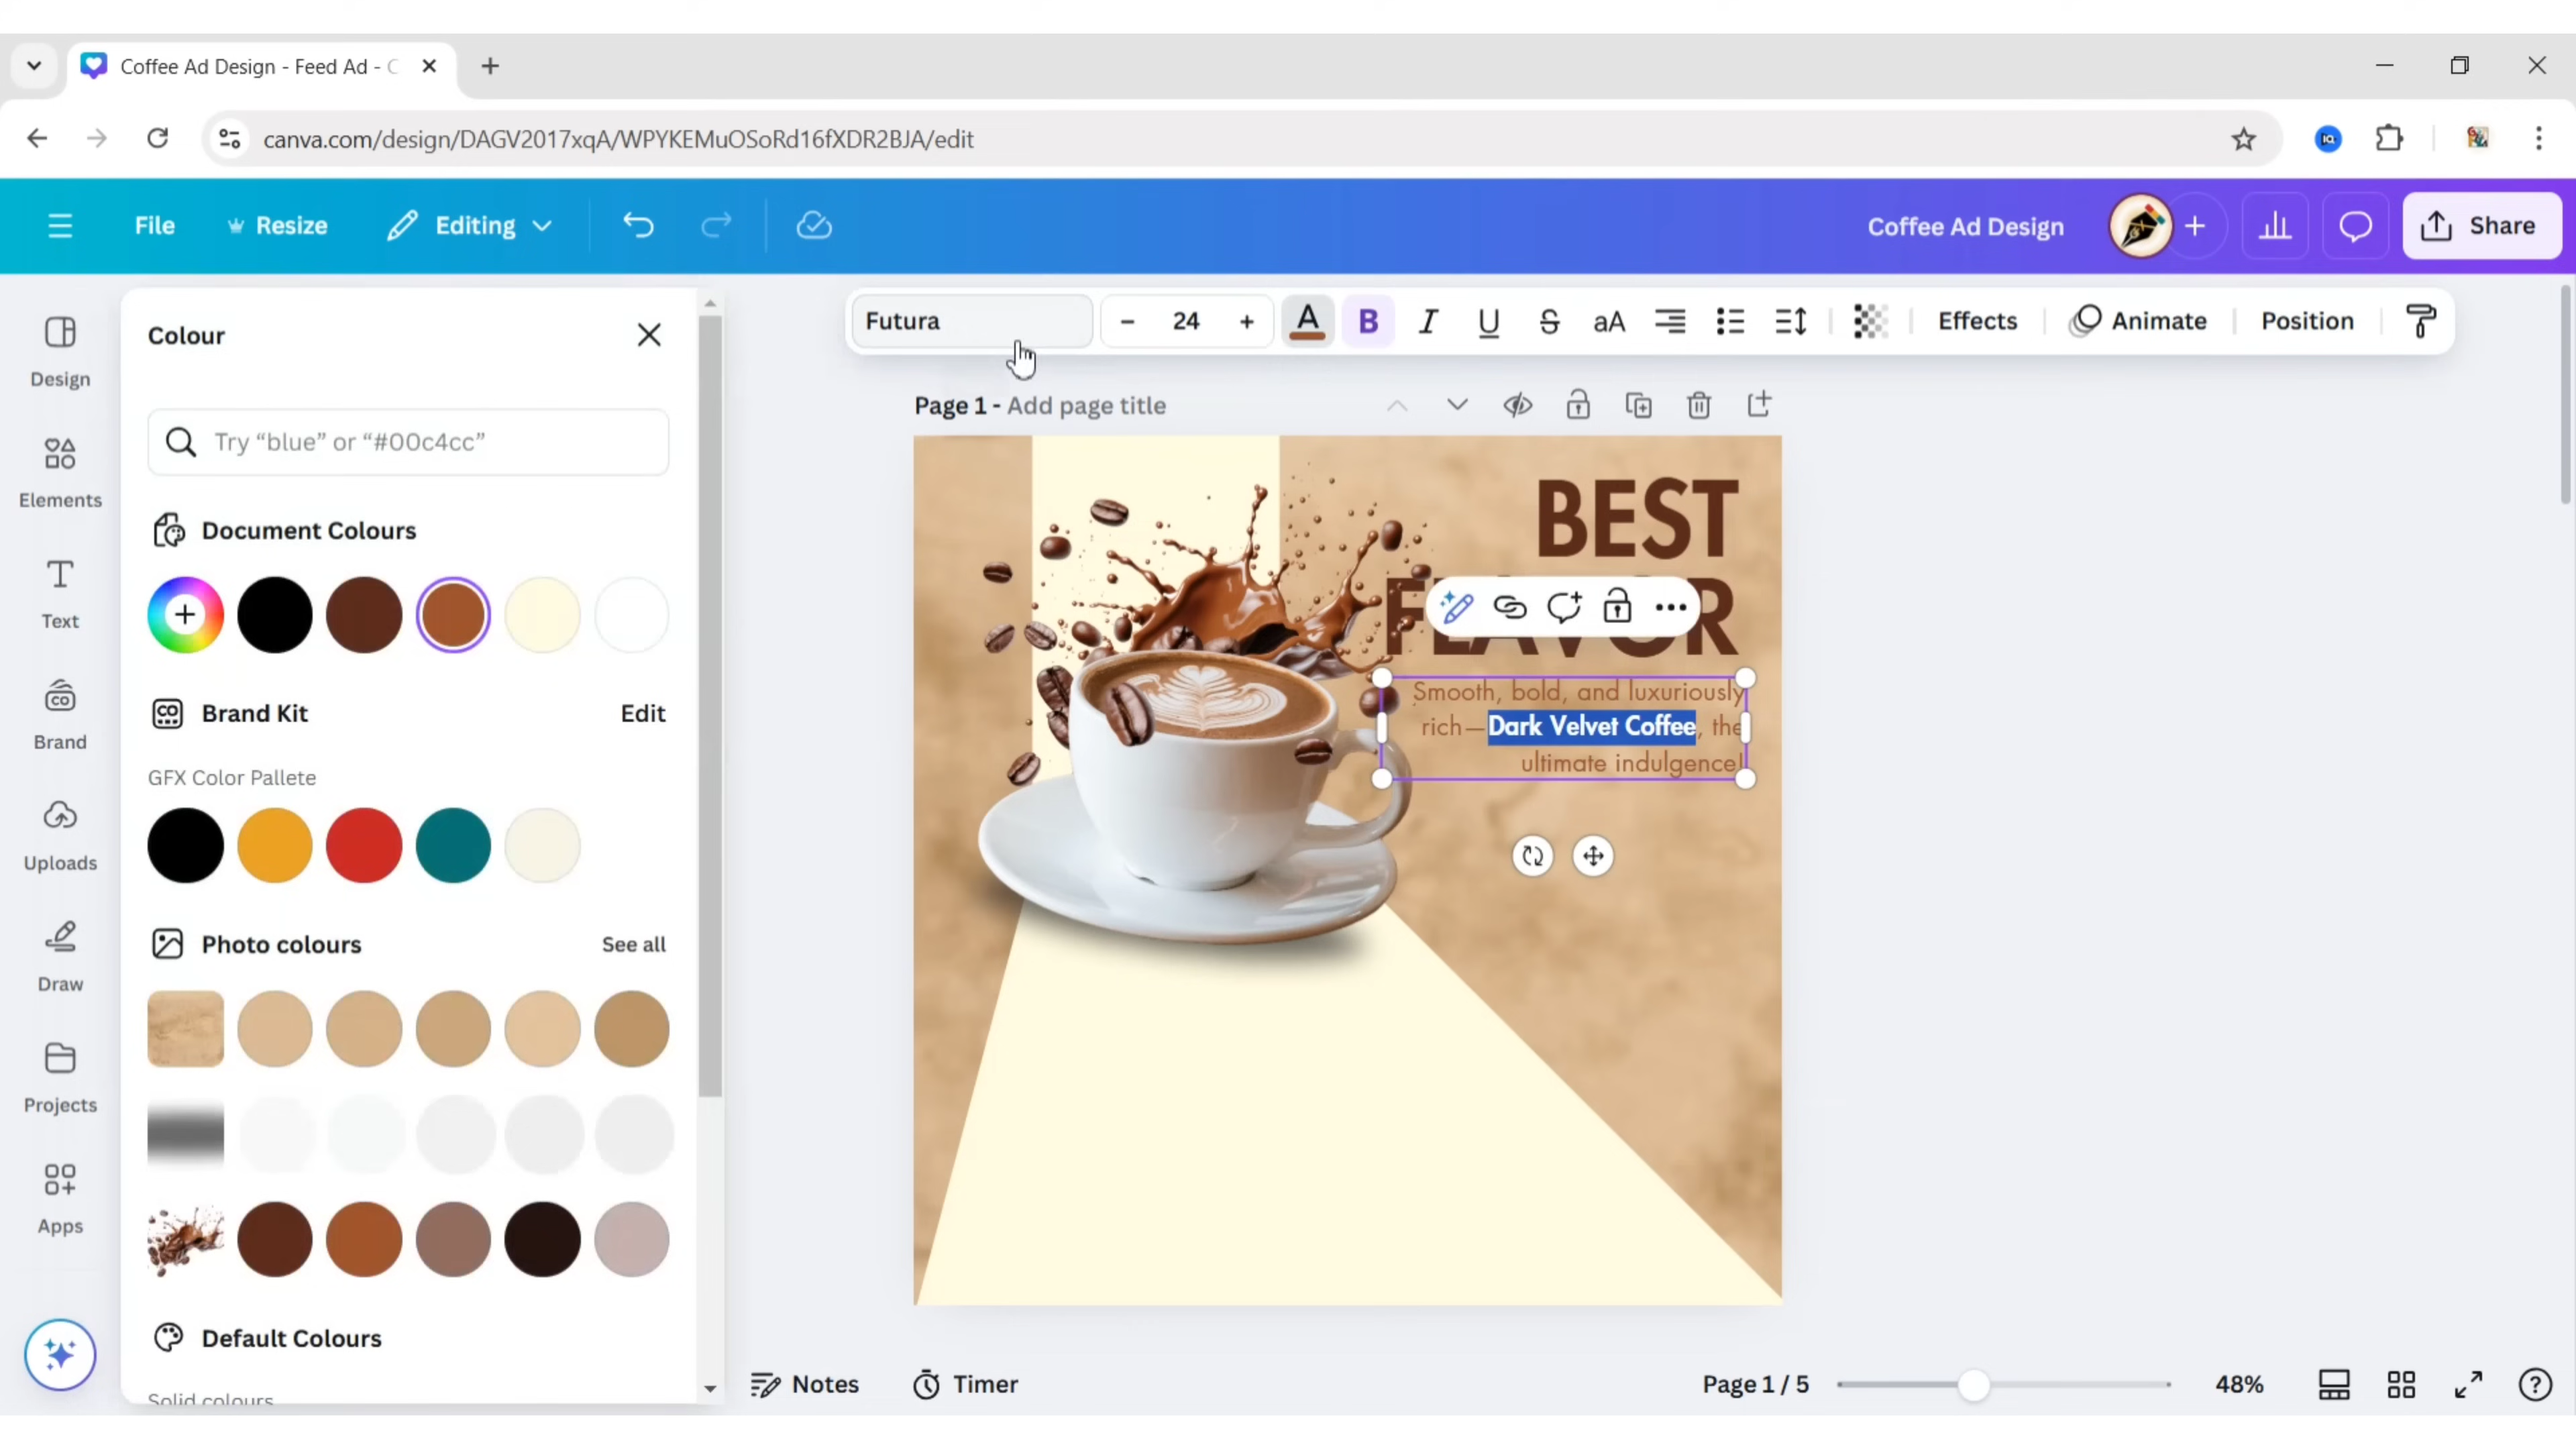 Coffee Ad Design - Feed Ad - C
canva.com/design/DAGV2017xqA/WPYKEMuOSoRd16fXDR2BJA/edit
File
Resize
Editing
Coffee Ad Design
Share
Design
Elements
Text
Brand
Uploads
Draw
Projects
Apps
Colour
Try “blue” or “#00c4cc”
Document Colours
Brand Kit
Edit
GFX Color Pallete
Photo colours
See all
Default Colours
Solid colours
Futura
− 24 +
A
B
I
U
S
aA
Effects
Animate
Position
Page 1 - Add page title
BEST
FLAVOR
Smooth, bold, and luxuriously
rich—Dark Velvet Coffee, the
ultimate indulgence!
Notes
Timer
Page 1 / 5
48%